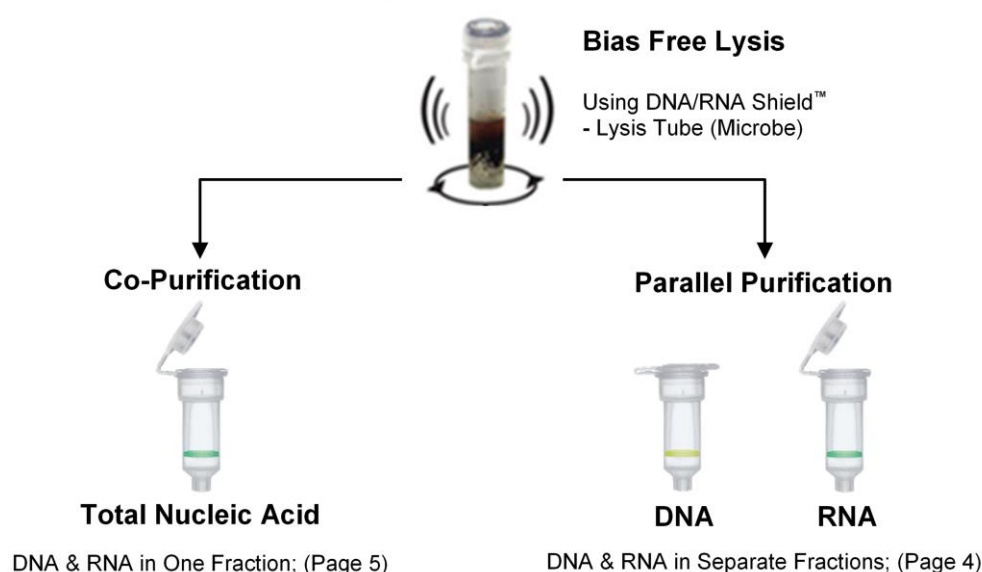 Bias Free Lysis
Using DNA/RNA Shield™
- Lysis Tube (Microbe)
Co-Purification
Parallel Purification
Total Nucleic Acid
DNA
RNA
DNA & RNA in One Fraction; (Page 5)
DNA & RNA in Separate Fractions; (Page 4)